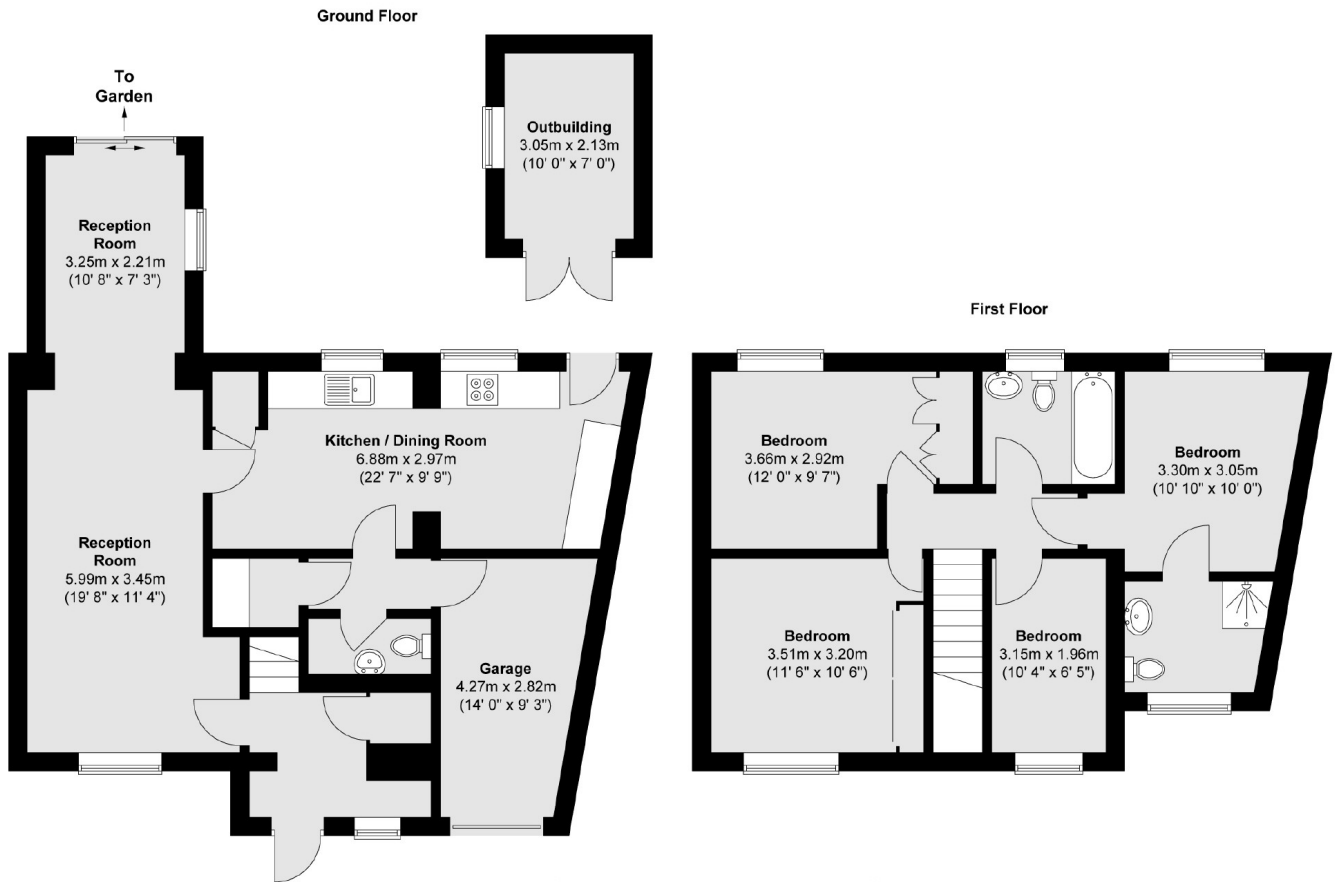 Ground Floor
To
Garden
Outbuilding
3.05m x 2.13m
(10' 0" x 7' 0")
Reception
Room
3.25m x 2.21m
(10' 8" x 7' 3")
Kitchen / Dining Room
6.88m x 2.97m
(22' 7" x 9' 9")
Reception
Room
5.99m x 3.45m
(19' 8" x 11' 4")
Garage
4.27m x 2.82m
(14' 0" x 9' 3")
First Floor
Bedroom
3.66m x 2.92m
(12' 0" x 9' 7")
Bedroom
3.30m x 3.05m
(10' 10" x 10' 0")
Bedroom
3.51m x 3.20m
(11' 6" x 10' 6")
Bedroom
3.15m x 1.96m
(10' 4" x 6' 5")